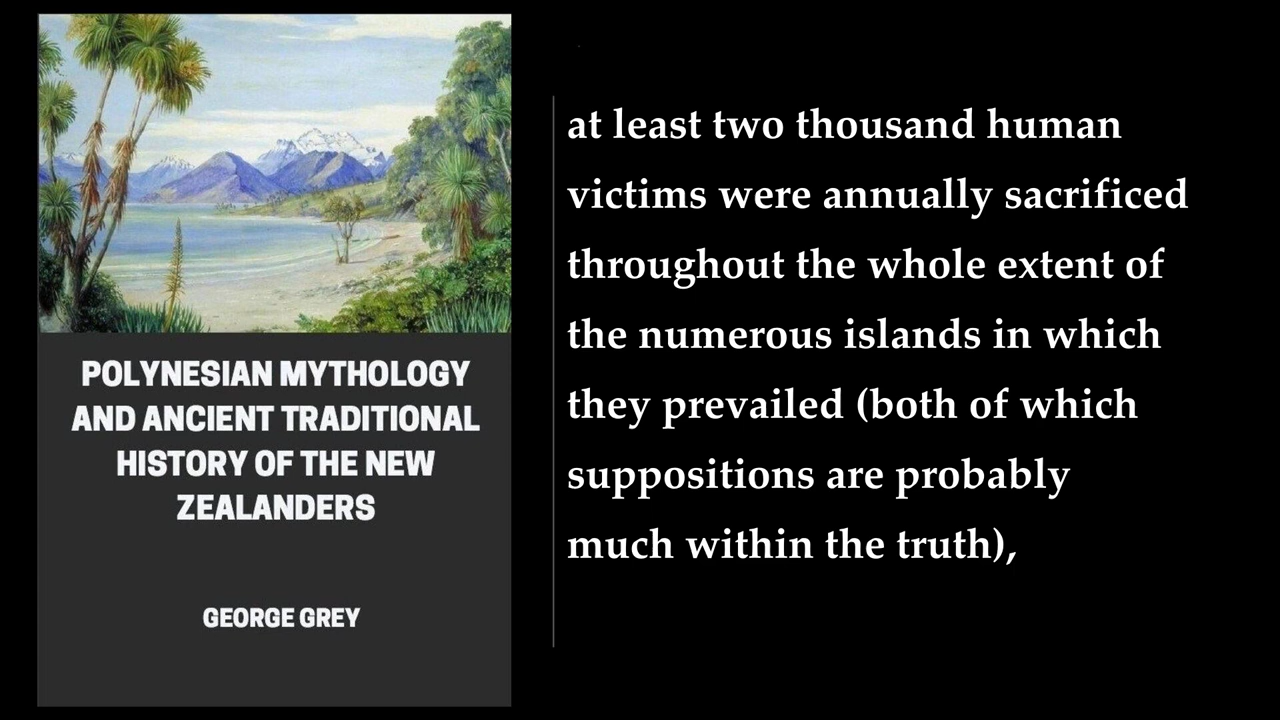 POLYNESIAN MYTHOLOGY
AND ANCIENT TRADITIONAL
HISTORY OF THE NEW
ZEALANDERS
GEORGE GREY
at least two thousand human
victims were annually sacrificed
throughout the whole extent of
the numerous islands in which
they prevailed (both of which
suppositions are probably
much within the truth),